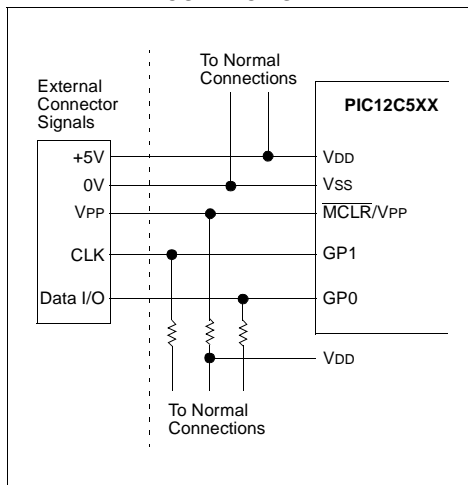 To Normal
Connections
External
Connector
Signals
PIC12C5XX
+5V
VDD
0V
VSS
VPP
MCLR/VPP
CLK
GP1
Data I/O
GP0
VDD
To Normal
Connections